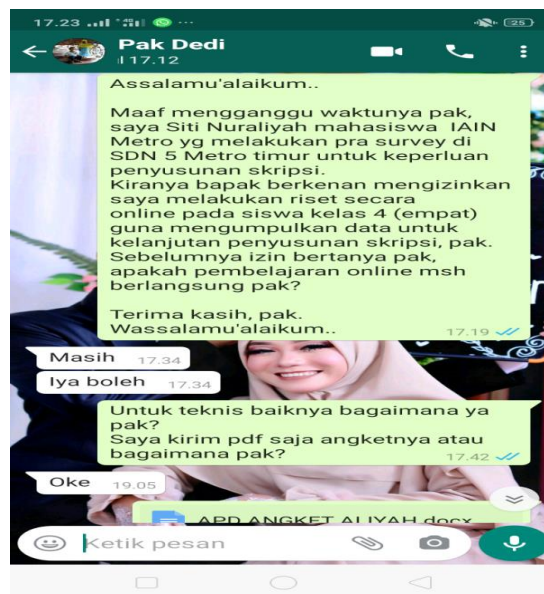 17.23
25
Pak Dedi
17.12
Assalamu'alaikum..
Maaf mengganggu waktunya pak,
saya Siti Nuraliyah mahasiswa IAIN
Metro yg melakukan pra survey di
SDN 5 Metro timur untuk keperluan
penyusunan skripsi.
Kiranya bapak berkenan mengizinkan
saya melakukan riset secara
online pada siswa kelas 4 (empat)
guna mengumpulkan data untuk
kelanjutan penyusunan skripsi, pak.
Sebelumnya izin bertanya pak,
apakah pembelajaran online msh
berlangsung pak?
Terima kasih, pak.
Wassalamu'alaikum.. 17.19
Masih 17.34
Iya boleh 17.34
Untuk teknis baiknya bagaimana ya
pak?
Saya kirim pdf saja angketnya atau
bagaimana pak? 17.42
Oke 19.05
APD ANGKET ALIYAH.docx
Ketik pesan